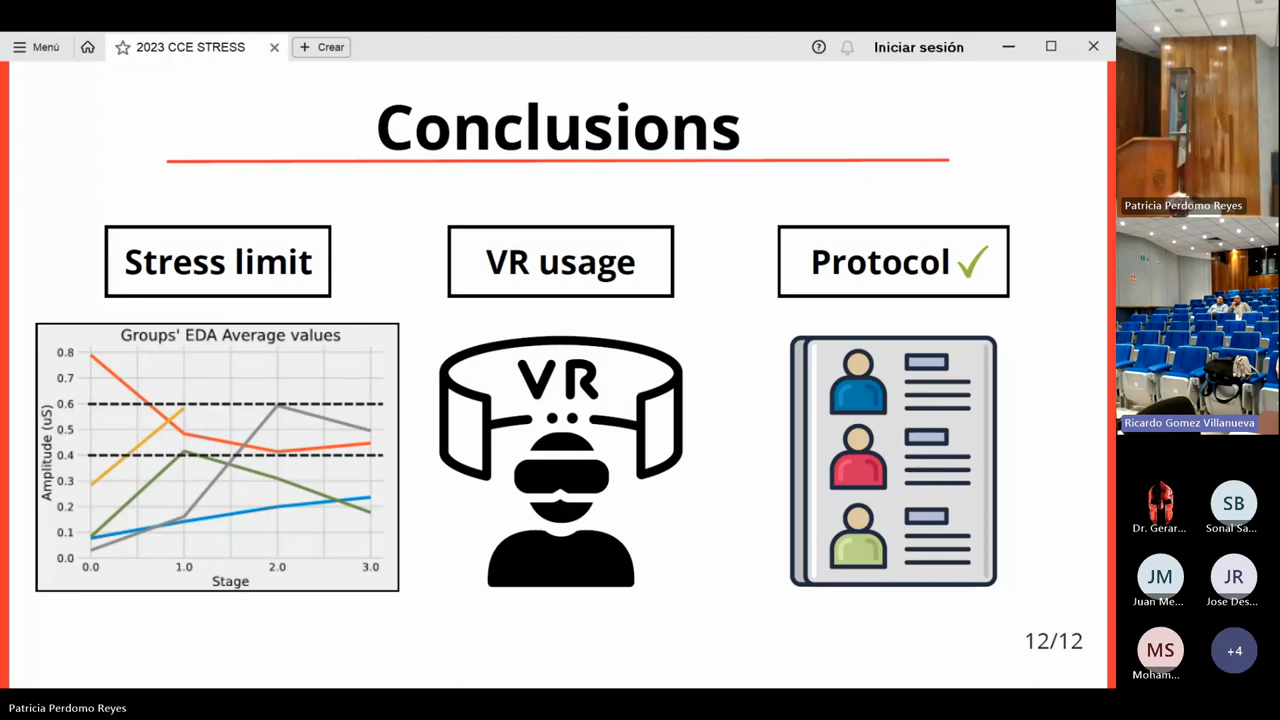 Menú
2023 CCE STRESS
Crear
Iniciar sesión
Conclusions
Stress limit
VR usage
Protocol ✓
Groups' EDA Average values
0.8
0.7
0.6
0.5
0.4
0.3
0.2
0.1
0.0
Amplitude (uS)
0.0 1.0 2.0 3.0
Stage
VR
12/12
Patricia Perdomo Reyes
Ricardo Gomez Villanueva
Dr. Gerar...
SB
Sonal Sa...
JM
Juan Me...
JR
Jose Des...
MS
Moham...
+4
Patricia Perdomo Reyes